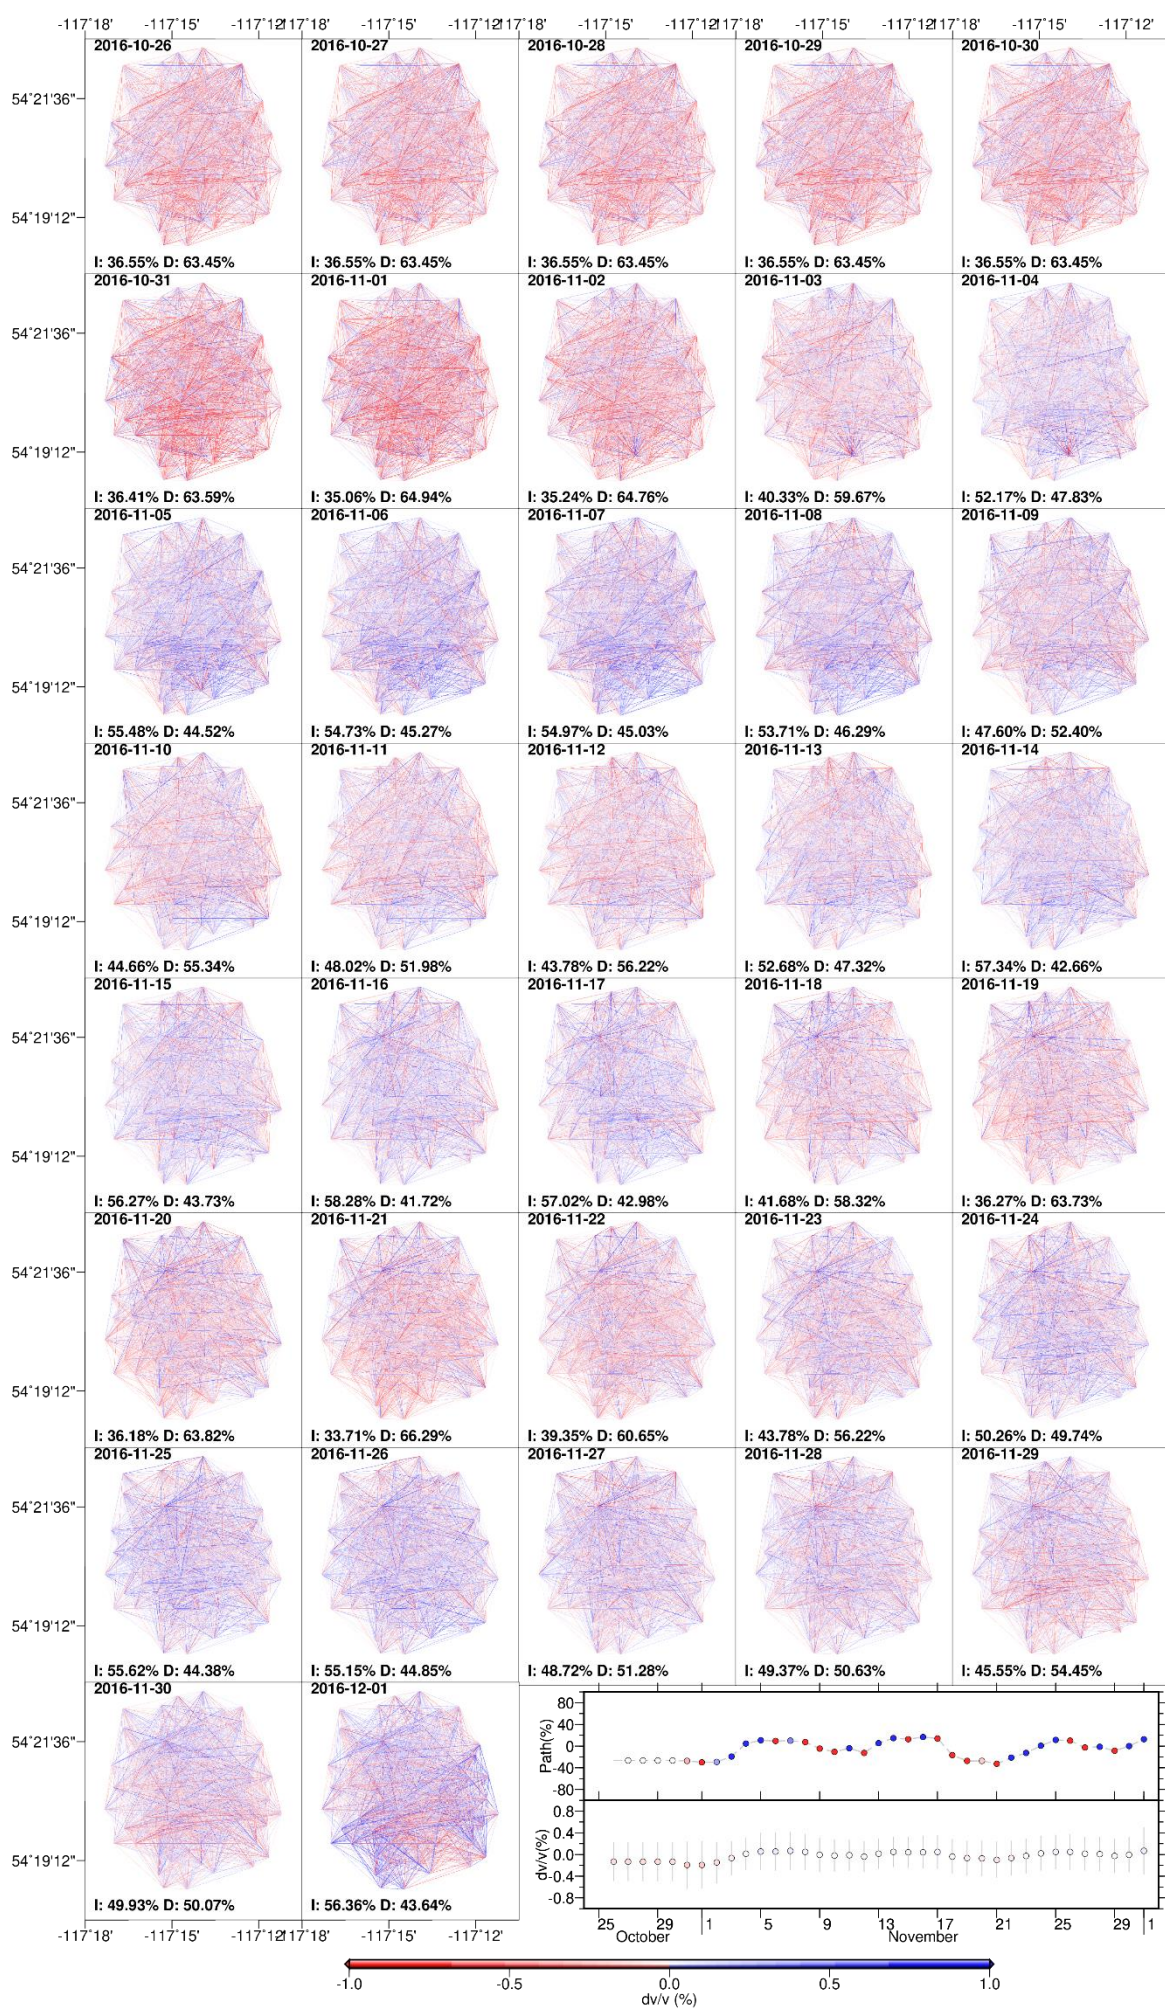 -117˚18' -117˚15' -117˚12' -117˚18' -117˚15' -117˚12' -117˚18' -117˚15' -117˚12' -117˚18' -117˚15' -117˚12' -117˚18' -117˚15' -117˚12'
2016-10-26 2016-10-27 2016-10-28 2016-10-29 2016-10-30
54˚21'36"
54˚19'12"
I: 36.55% D: 63.45% I: 36.55% D: 63.45% I: 36.55% D: 63.45% I: 36.55% D: 63.45% I: 36.55% D: 63.45%
2016-10-31 2016-11-01 2016-11-02 2016-11-03 2016-11-04
54˚21'36"
54˚19'12"
I: 36.41% D: 63.59% I: 35.06% D: 64.94% I: 35.24% D: 64.76% I: 40.33% D: 59.67% I: 52.17% D: 47.83%
2016-11-05 2016-11-06 2016-11-07 2016-11-08 2016-11-09
54˚21'36"
54˚19'12"
I: 55.48% D: 44.52% I: 54.73% D: 45.27% I: 54.97% D: 45.03% I: 53.71% D: 46.29% I: 47.60% D: 52.40%
2016-11-10 2016-11-11 2016-11-12 2016-11-13 2016-11-14
54˚21'36"
54˚19'12"
I: 44.66% D: 55.34% I: 48.02% D: 51.98% I: 43.78% D: 56.22% I: 52.68% D: 47.32% I: 57.34% D: 42.66%
2016-11-15 2016-11-16 2016-11-17 2016-11-18 2016-11-19
54˚21'36"
54˚19'12"
I: 56.27% D: 43.73% I: 58.28% D: 41.72% I: 57.02% D: 42.98% I: 41.68% D: 58.32% I: 36.27% D: 63.73%
2016-11-20 2016-11-21 2016-11-22 2016-11-23 2016-11-24
54˚21'36"
54˚19'12"
I: 36.18% D: 63.82% I: 33.71% D: 66.29% I: 39.35% D: 60.65% I: 43.78% D: 56.22% I: 50.26% D: 49.74%
2016-11-25 2016-11-26 2016-11-27 2016-11-28 2016-11-29
54˚21'36"
54˚19'12"
I: 55.62% D: 44.38% I: 55.15% D: 44.85% I: 48.72% D: 51.28% I: 49.37% D: 50.63% I: 45.55% D: 54.45%
2016-11-30 2016-12-01
54˚21'36"
54˚19'12"
I: 49.93% D: 50.07% I: 56.36% D: 43.64%
-117˚18' -117˚15' -117˚12' -117˚18' -117˚15' -117˚12'
80
40
0
-40
-80
Path(%)
0.8
0.4
0.0
-0.4
-0.8
dv/v(%)
25 29 1 5 9 13 17 21 25 29 1
October November
-1.0 -0.5 0.0 0.5 1.0
dv/v (%)